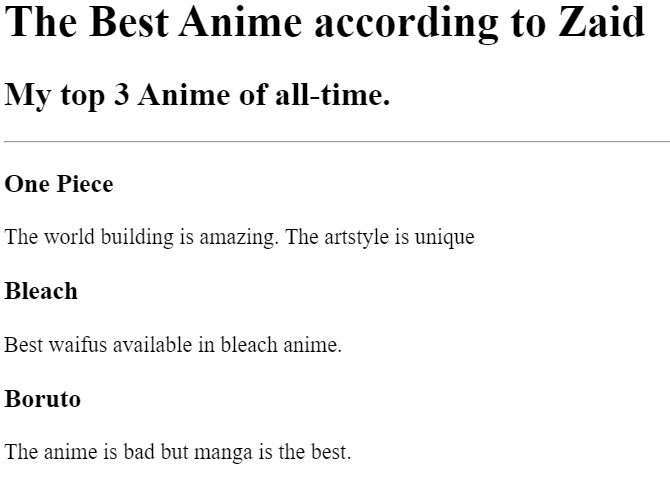 The Best Anime according to Zaid
My top 3 Anime of all-time.
One Piece
The world building is amazing. The artstyle is unique
Bleach
Best waifus available in bleach anime.
Boruto
The anime is bad but manga is the best.